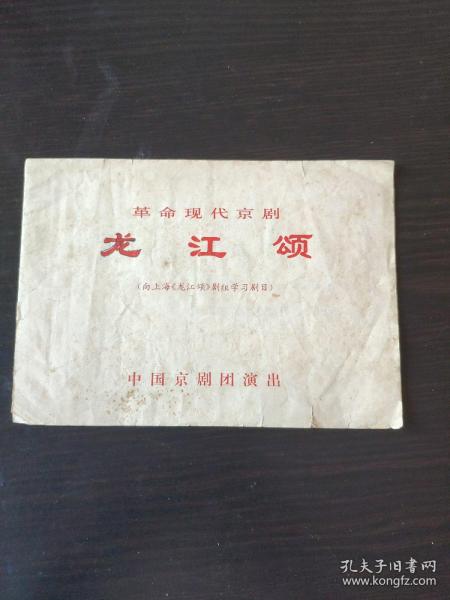 革命现代京剧
龙江颂
(向上海《龙江颂》剧组学习剧目)
中国京剧团演出
孔夫子旧书网
www.kongfz.com